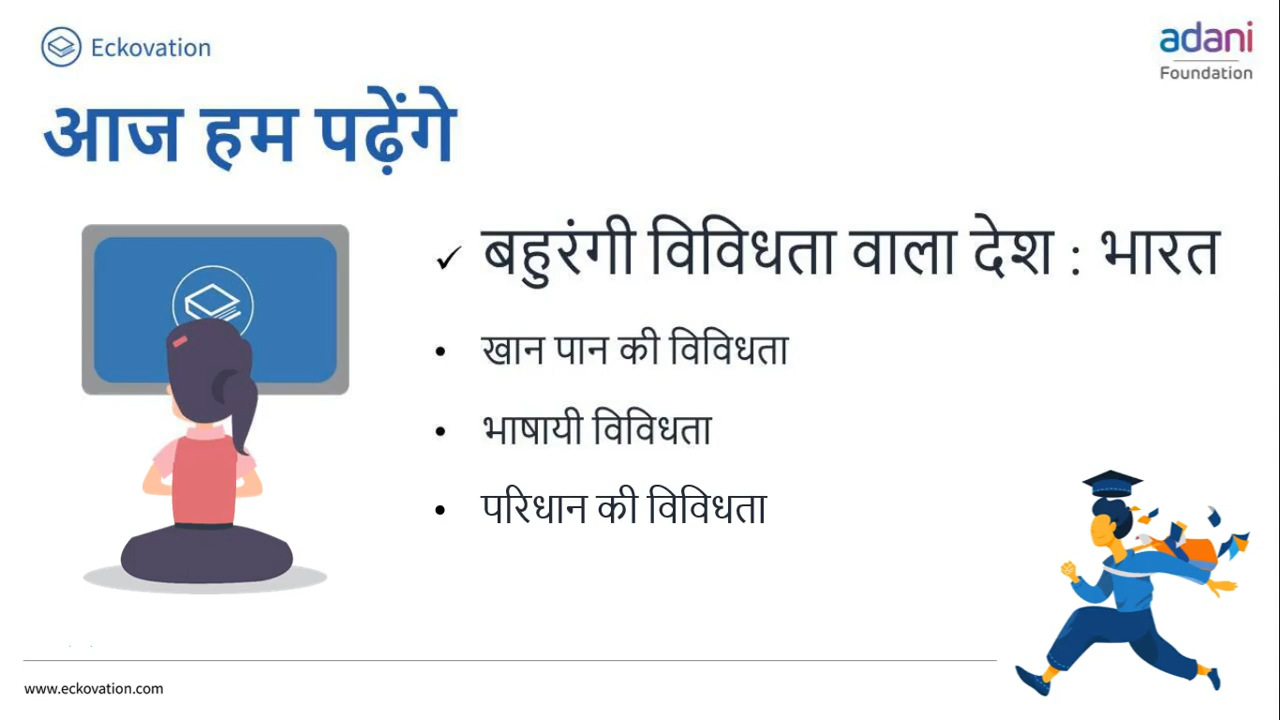 Eckovation
adani
Foundation
आज हम पढ़ेंगे
✓ बहुरंगी विविधता वाला देश : भारत
• खान पान की विविधता
• भाषायी विविधता
• परिधान की विविधता
www.eckovation.com